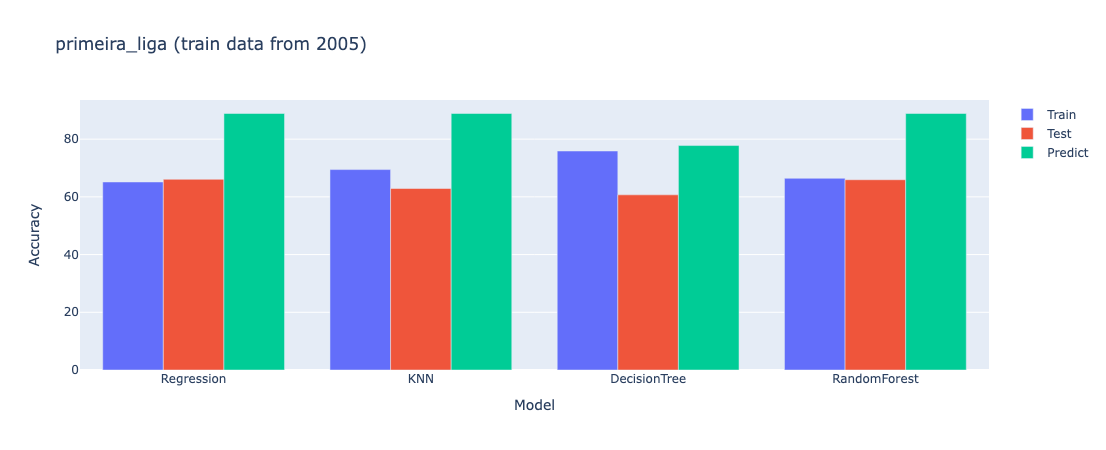 primeira_liga (train data from 2005)
Train
Test
Predict
Accuracy
80
60
40
20
0
Regression
KNN
DecisionTree
RandomForest
Model